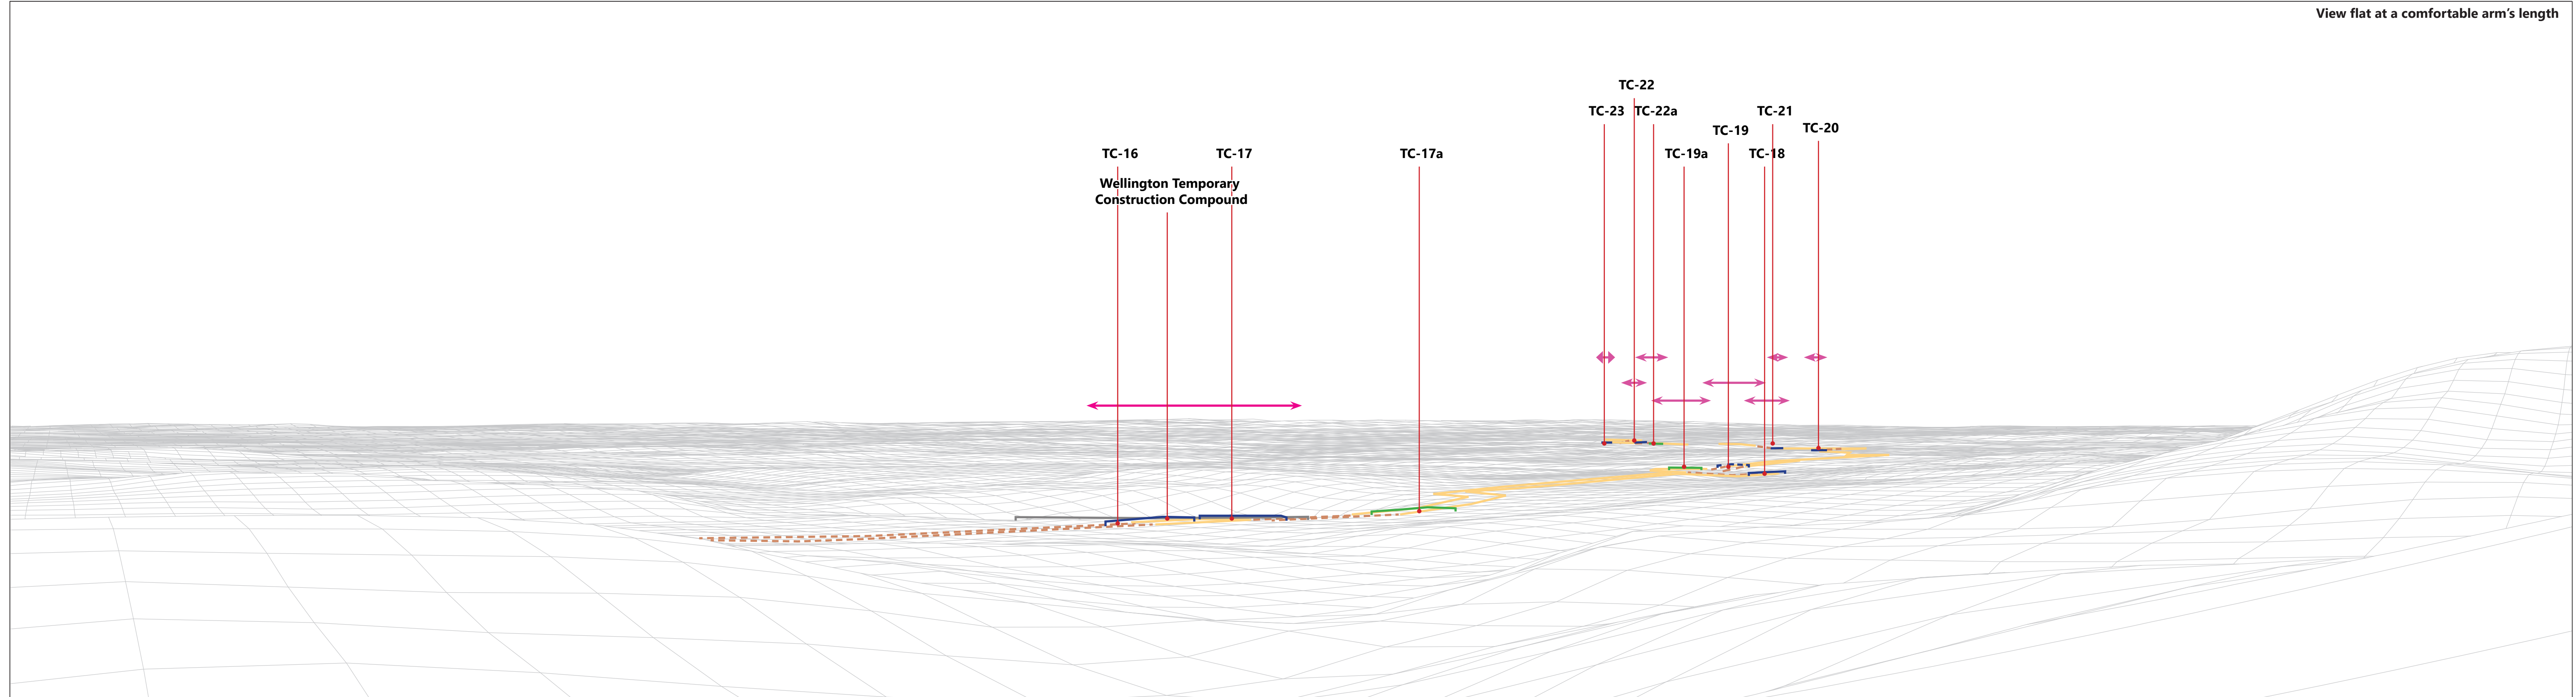 View flat at a comfortable arm’s length
TC-22
TC-23
TC-22a
TC-21
TC-19
TC-20
TC-16
TC-17
TC-17a
TC-19a
TC-18
Wellington Temporary
Construction Compound